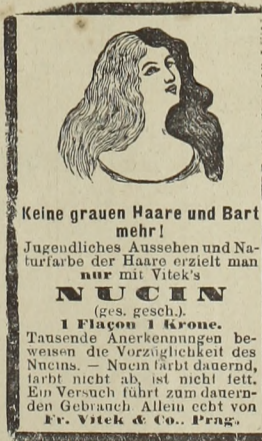 Keine grauen Haare und Bart
mehr!
Jugendliches Aussehen und Na-
turfarbe der Haare erzielt man
nur mit Vitek's
NUCIN
(ges. gesch.).
1 Flaçon 1 Krone.
Tausende Anerkennungen be-
weisen die Vorzüglichkeit des
Nucins. — Nucin färbt dauernd,
färbt nicht ab, ist nicht fett.
Ein Versuch führt zum dauern-
den Gebrauch Allein echt von
Fr. Vitek & Co., Prag.